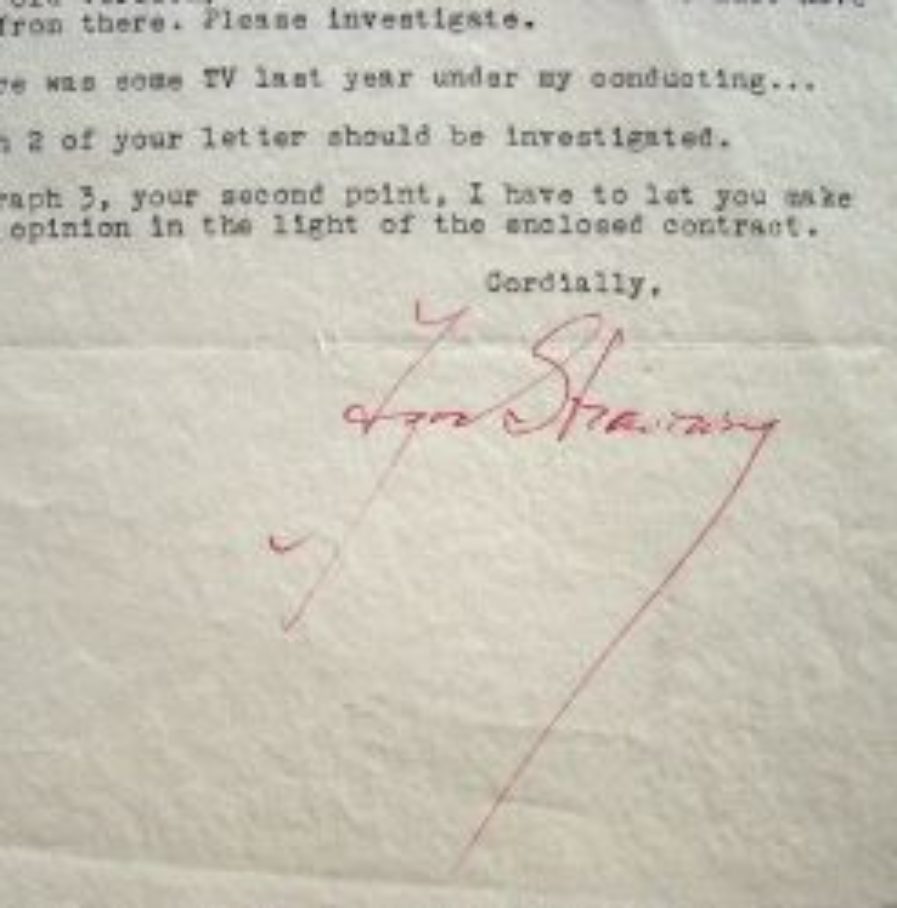 from there. Please investigate.
re was some TV last year under my conducting...
h 2 of your letter should be investigated.
raph 3, your second point, I have to let you make
opinion in the light of the enclosed contract.
Cordially,
Igor Strawinsky